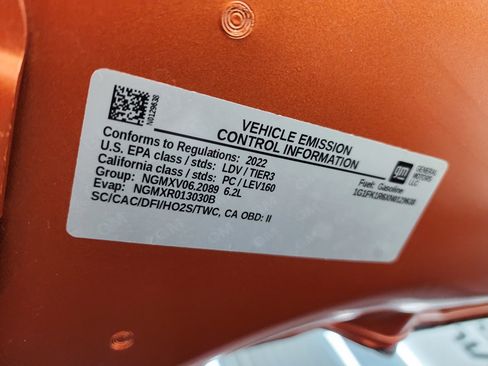 N0129638
VEHICLE EMISSION
CONTROL INFORMATION
Conforms to Regulations: 2022
U.S. EPA class / stds: LDV / TIER3
California class / stds: PC / LEV160
Group: NGMXV06.2089 6.2L
Evap: NGMXR013030B
SC/CAC/DFI/HO2S/TWC, CA OBD: II
gm
GENERAL
MOTORS
LLC
Fuel: Gasoline